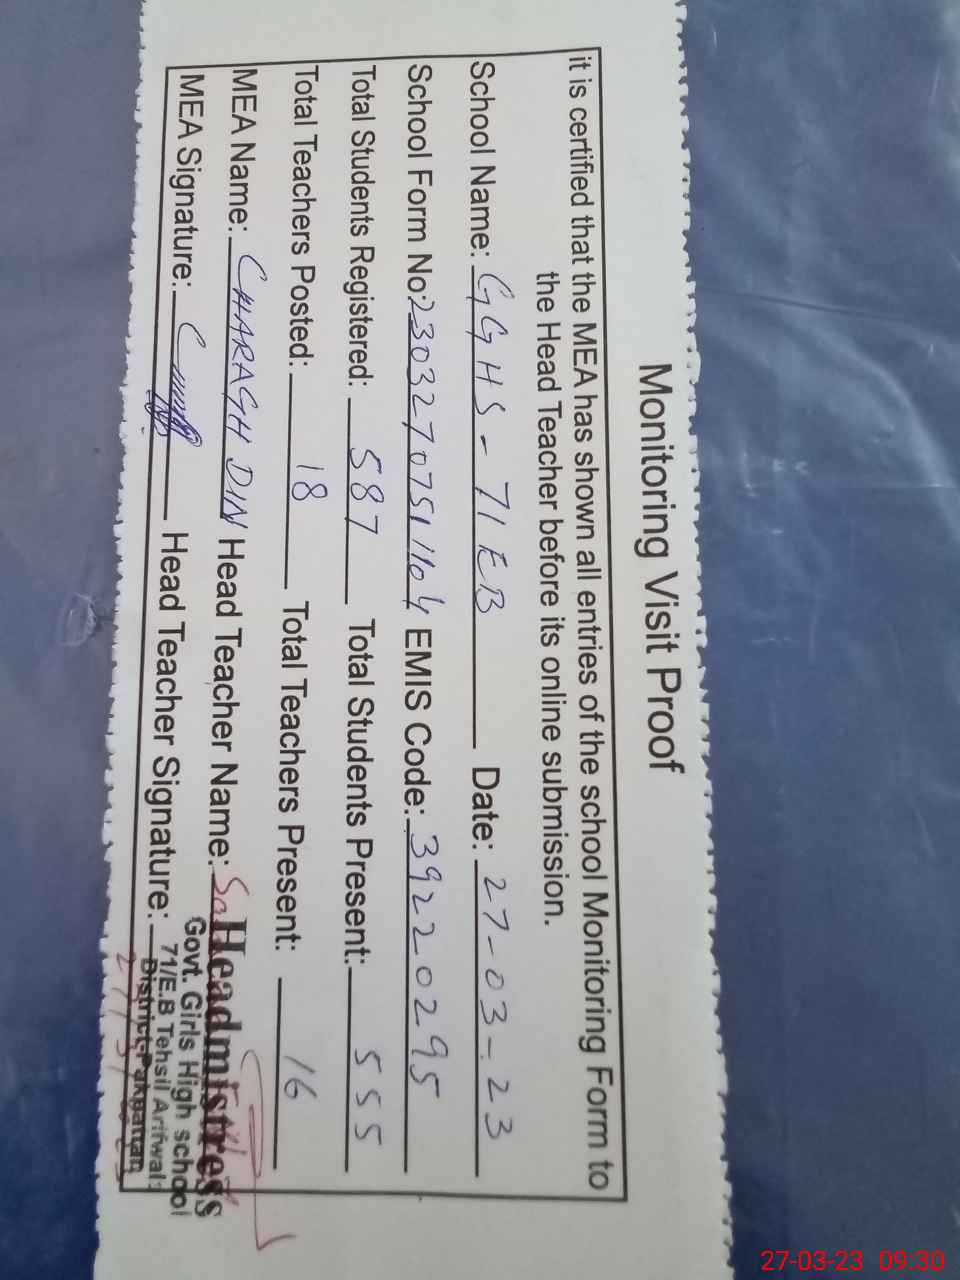 Monitoring Visit Proof
it is certified that the MEA has shown all entries of the school Monitoring Form to
the Head Teacher before its online submission.
School Name: GGHS - 71EB Date: 27-03-23
School Form No: 2303270751104 EMIS Code: 39220295
Total Students Registered: 587 Total Students Present: 555
Total Teachers Posted: 18 Total Teachers Present: 16
MEA Name: CHARAGH DIN Head Teacher Name:
MEA Signature: Head Teacher Signature:
Headmistress
Govt. Girls High school
71/E.B Tehsil Arifwala
District Pakpattan
27-03-23 09:30